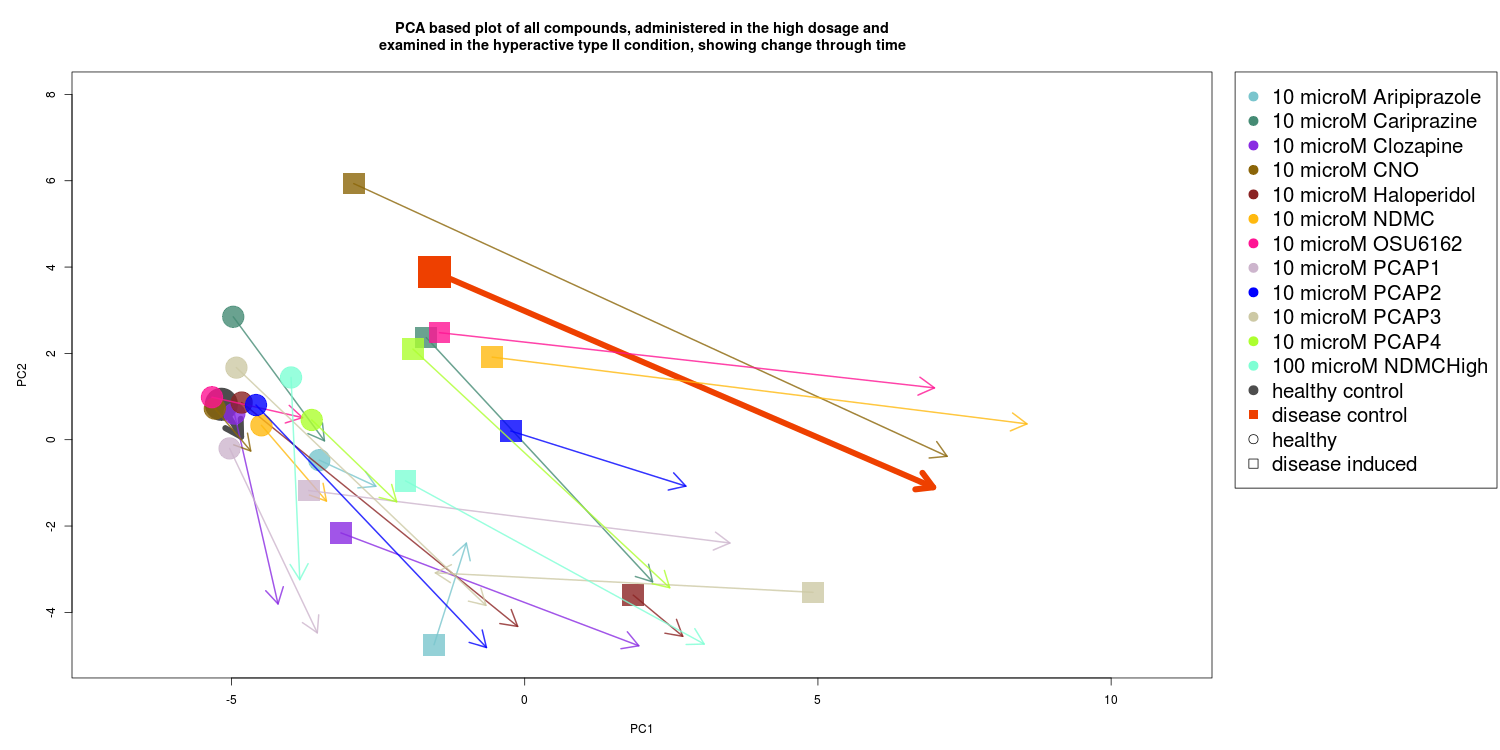 PCA based plot of all compounds, administered in the high dosage and
examined in the hyperactive type II condition, showing change through time
8
6
4
2
0
-2
-4
PC2
-5
0
5
10
PC1
10 microM Aripiprazole
10 microM Cariprazine
10 microM Clozapine
10 microM CNO
10 microM Haloperidol
10 microM NDMC
10 microM OSU6162
10 microM PCAP1
10 microM PCAP2
10 microM PCAP3
10 microM PCAP4
100 microM NDMCHigh
healthy control
disease control
healthy
disease induced